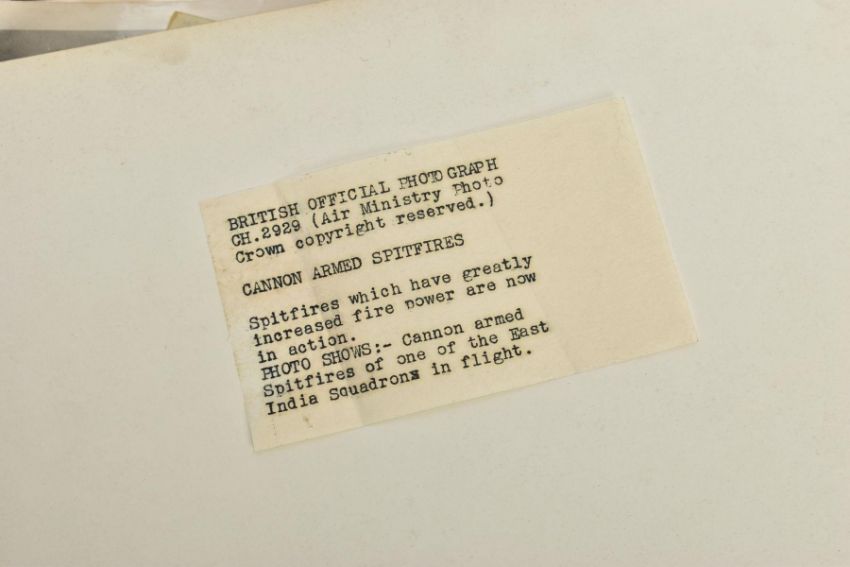 BRITISH OFFICIAL PHOTOGRAPH
CH.2929 (Air Ministry Photo
Crown copyright reserved.)
CANNON ARMED SPITFIRES
Spitfires which have greatly
increased fire power are now
in action.
PHOTO SHOWS:- Cannon armed
Spitfires of one of the East
India Squadrons in flight.